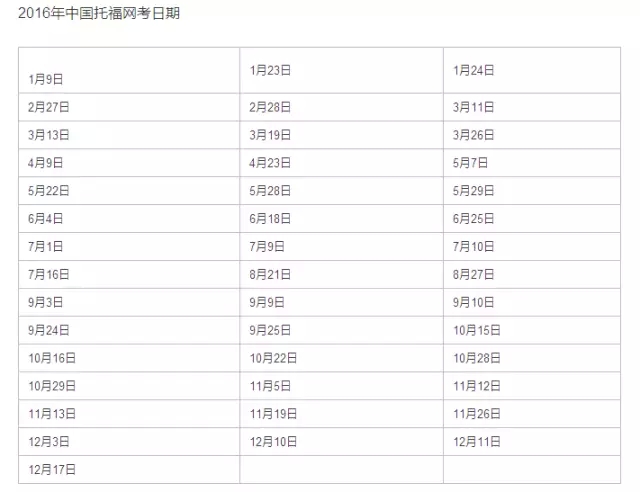 2016年中国托福网考日期
1月9日 1月23日 1月24日
2月27日 2月28日 3月11日
3月13日 3月19日 3月26日
4月9日 4月23日 5月7日
5月22日 5月28日 5月29日
6月4日 6月18日 6月25日
7月1日 7月9日 7月10日
7月16日 8月21日 8月27日
9月3日 9月9日 9月10日
9月24日 9月25日 10月15日
10月16日 10月22日 10月28日
10月29日 11月5日 11月12日
11月13日 11月19日 11月26日
12月3日 12月10日 12月11日
12月17日